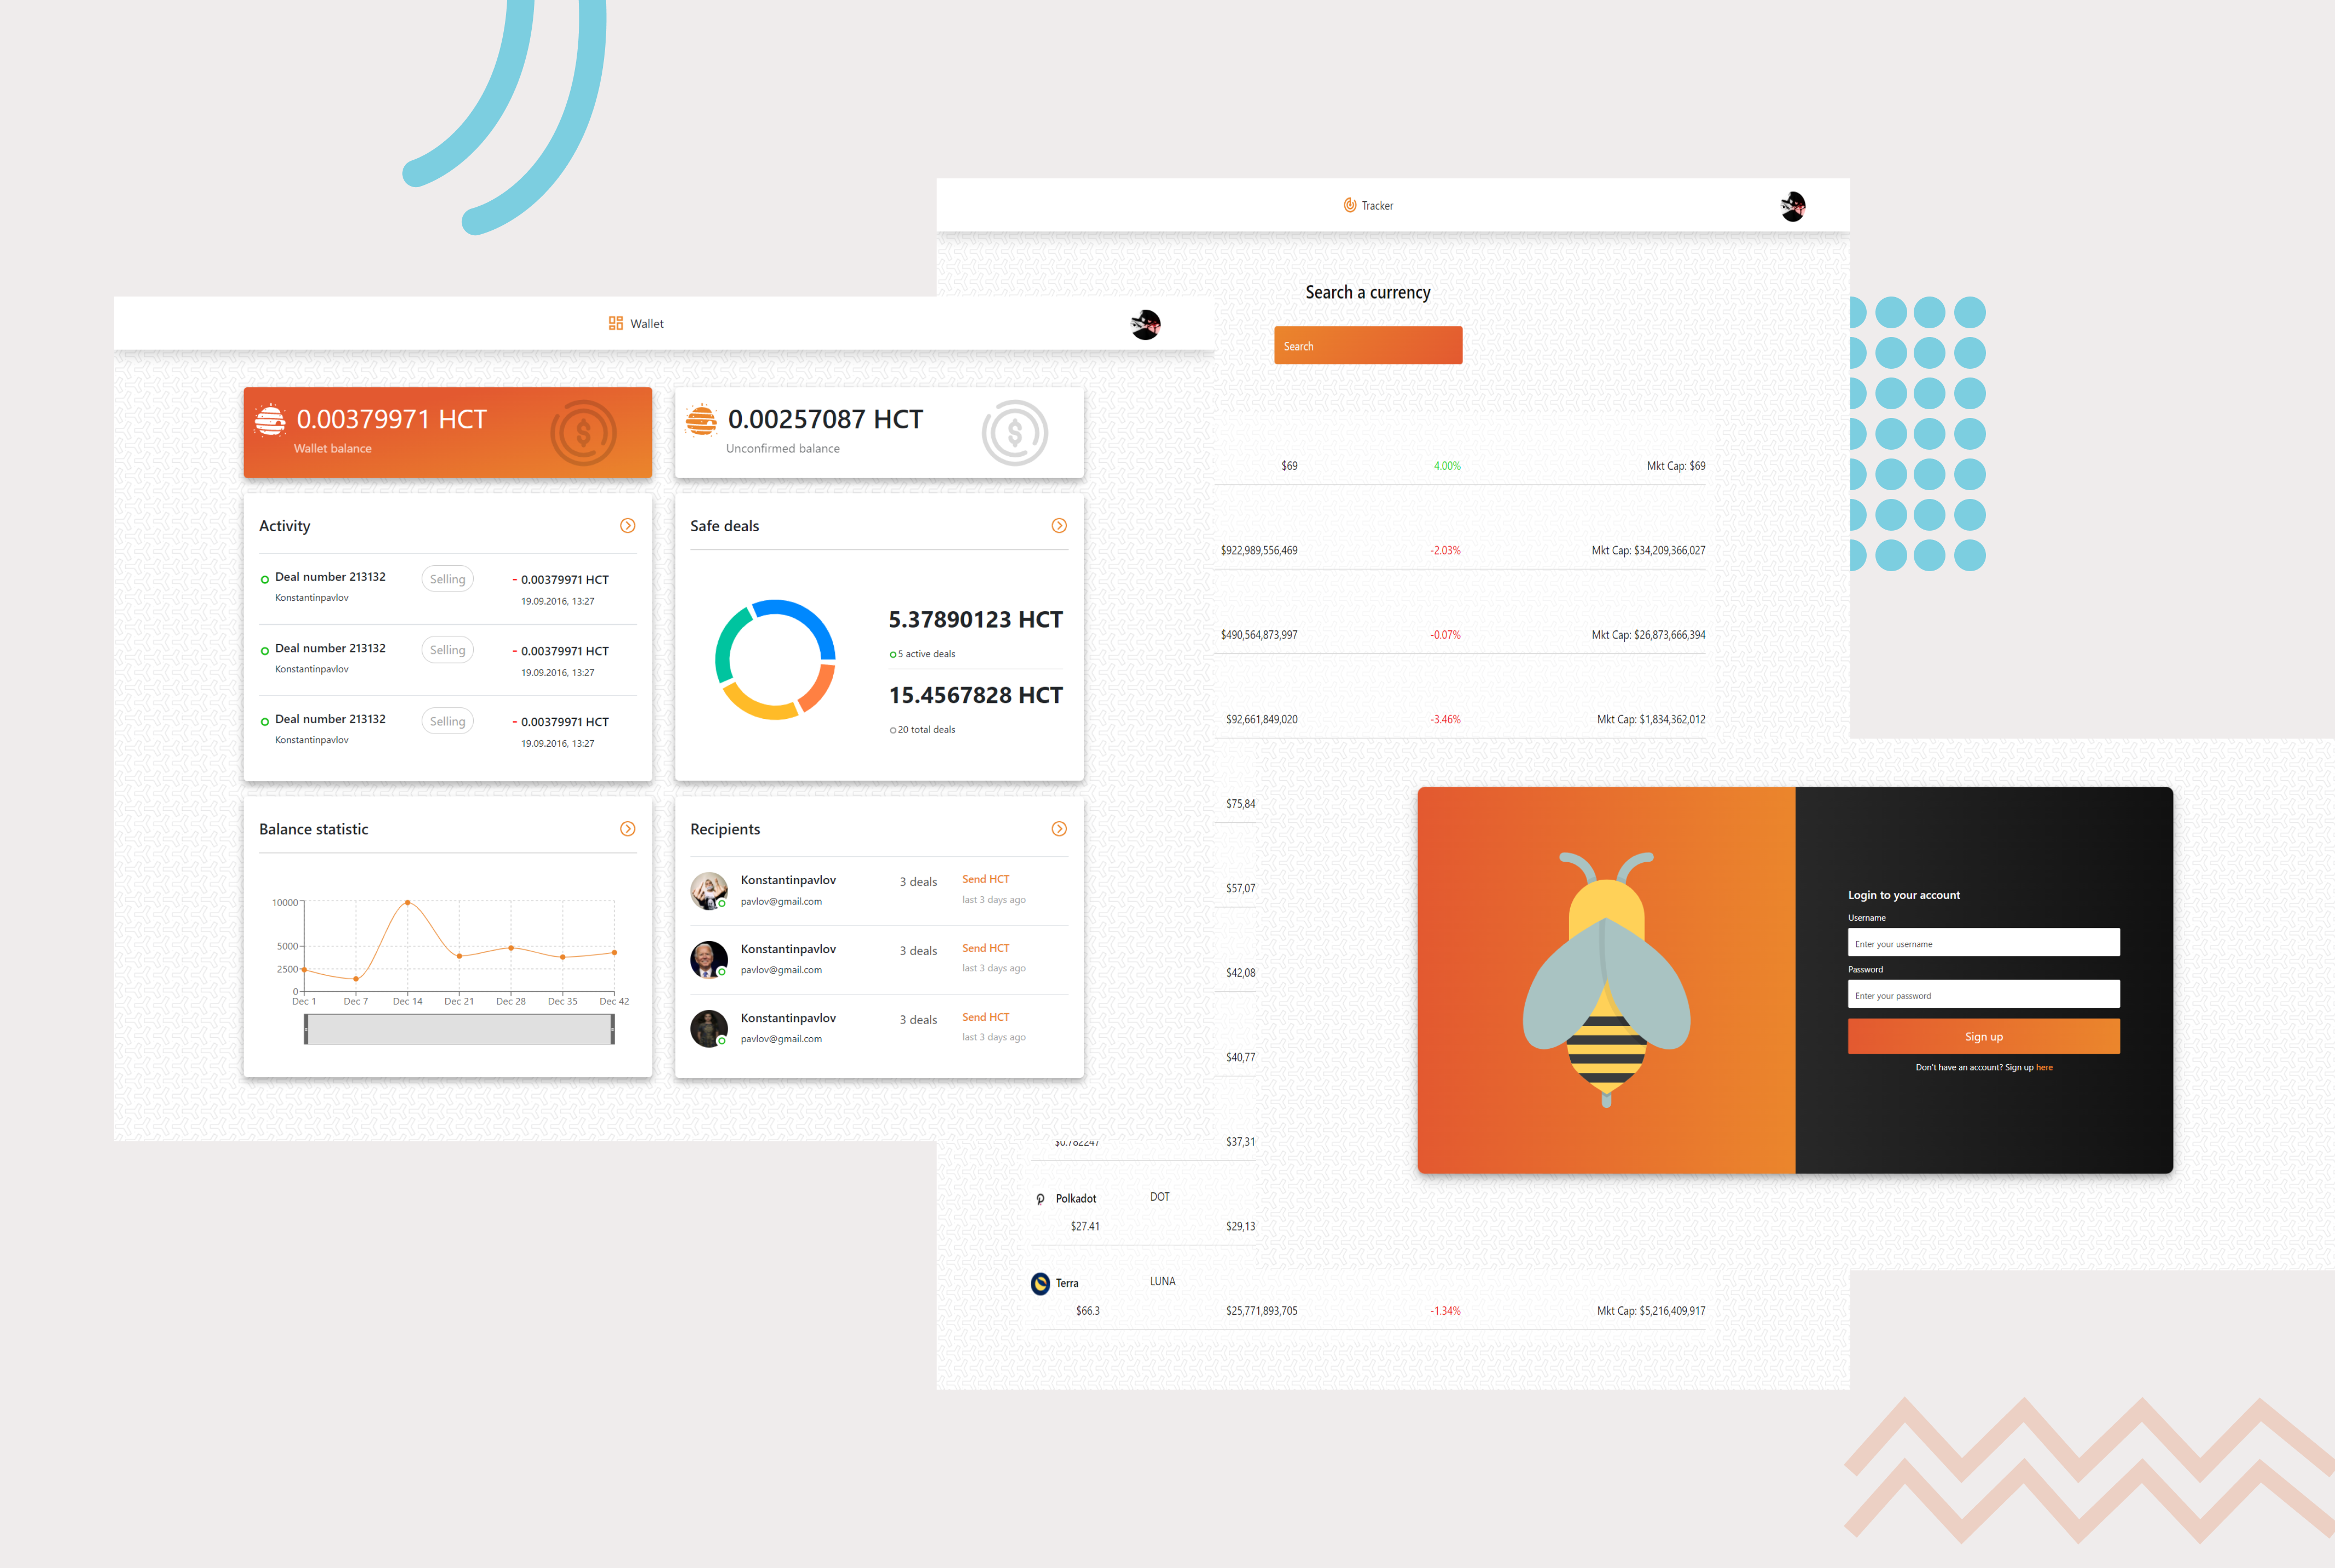 Wallet
0.00379971 HCT
Wallet balance
0.00257087 HCT
Unconfirmed balance
Activity
Deal number 213132 Selling - 0.00379971 HCT
Konstantinpavlov 19.09.2016, 13:27
Deal number 213132 Selling - 0.00379971 HCT
Konstantinpavlov 19.09.2016, 13:27
Deal number 213132 Selling - 0.00379971 HCT
Konstantinpavlov 19.09.2016, 13:27
Safe deals
5.37890123 HCT
5 active deals
15.4567828 HCT
20 total deals
Balance statistic
10000
5000
2500
0
Dec 1 Dec 7 Dec 14 Dec 21 Dec 28 Dec 35 Dec 42
Recipients
Konstantinpavlov 3 deals Send HCT
pavlov@gmail.com last 3 days ago
Konstantinpavlov 3 deals Send HCT
pavlov@gmail.com last 3 days ago
Konstantinpavlov 3 deals Send HCT
pavlov@gmail.com last 3 days ago
Tracker
Search a currency
Search
$69 4.00% Mkt Cap: $69
$922,989,556,469 -2.03% Mkt Cap: $34,209,366,027
$490,564,873,997 -0.07% Mkt Cap: $26,873,666,394
$92,661,849,020 -3.46% Mkt Cap: $1,834,362,012
$75,84
$57,07
$42,08
$40,77
$0.782247 $37,31
Polkadot DOT
$27.41 $29,13
Terra LUNA
$66.3 $25,771,893,705 -1.34% Mkt Cap: $5,216,409,917
Login to your account
Username
Enter your username
Password
Enter your password
Sign up
Don't have an account? Sign up here